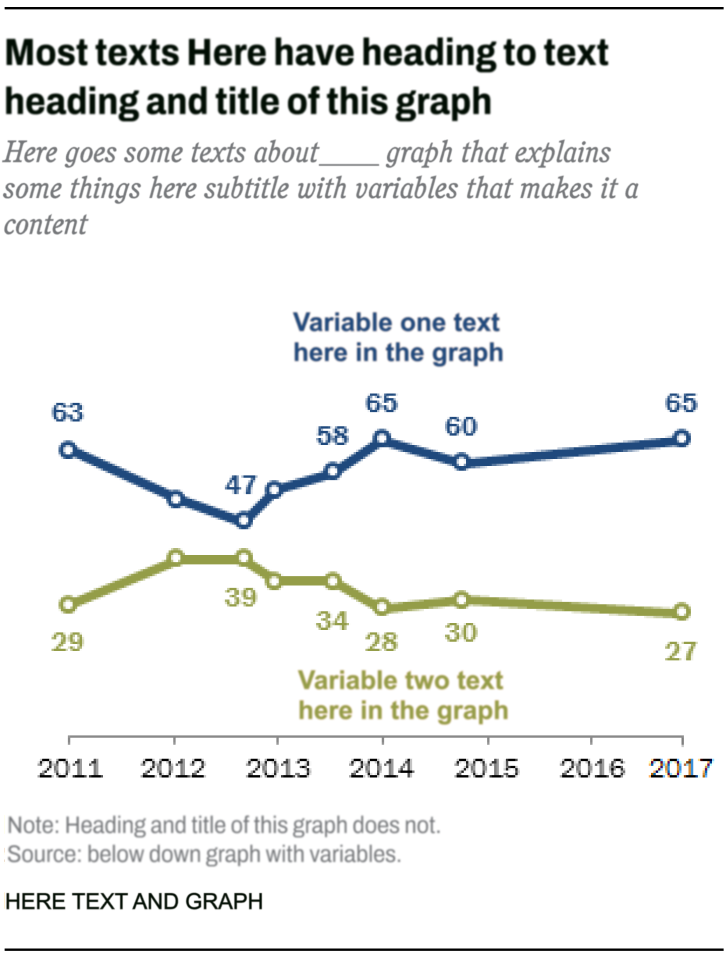 Most texts Here have heading to text
heading and title of this graph
Here goes some texts about____ graph that explains
some things here subtitle with variables that makes it a
content
Variable one text
here in the graph
63
47
58
65
60
65
29
39
34
28
30
27
Variable two text
here in the graph
2011 2012 2013 2014 2015 2016 2017
Note: Heading and title of this graph does not.
Source: below down graph with variables.
HERE TEXT AND GRAPH